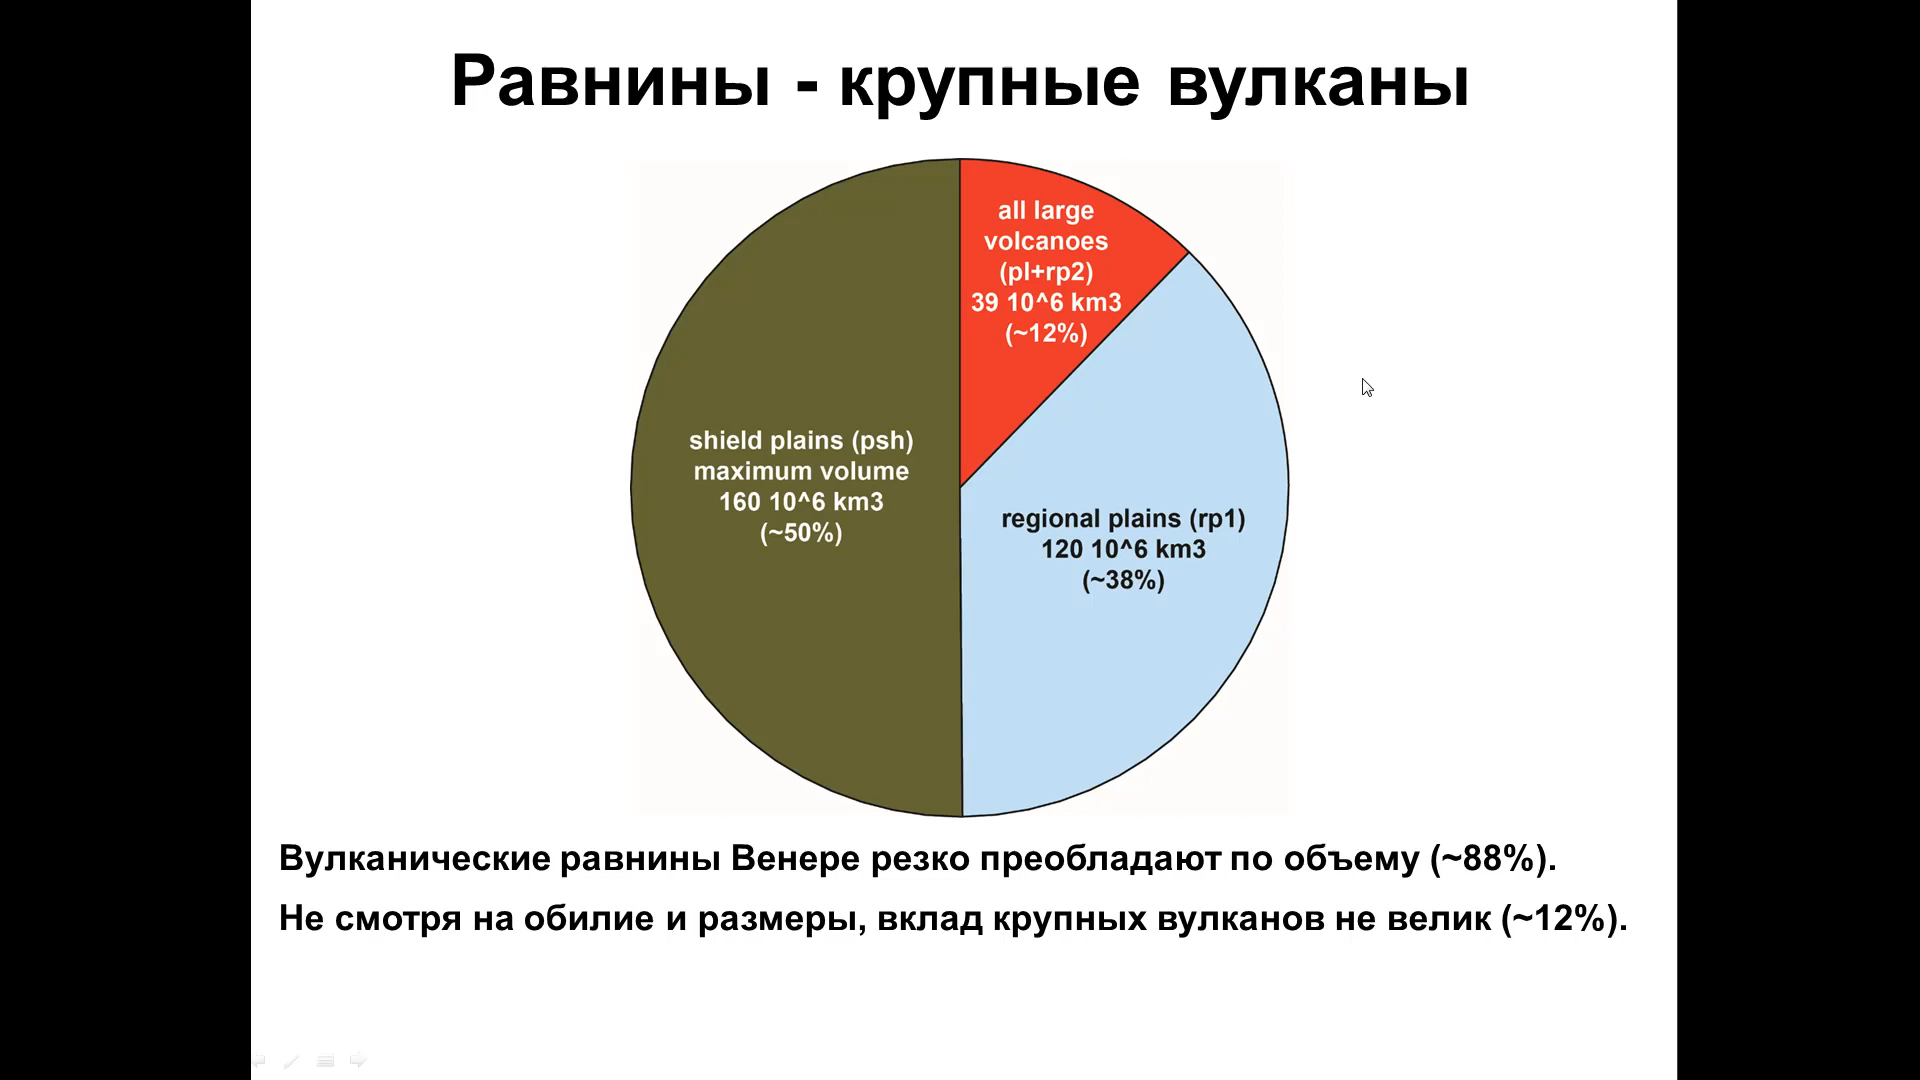 Равнины - крупные вулканы
all large
volcanoes
(pl+rp2)
39 10^6 km3
(~12%)
shield plains (psh)
maximum volume
160 10^6 km3
(~50%)
regional plains (rp1)
120 10^6 km3
(~38%)
Вулканические равнины Венере резко преобладают по объему (~88%).
Не смотря на обилие и размеры, вклад крупных вулканов не велик (~12%).